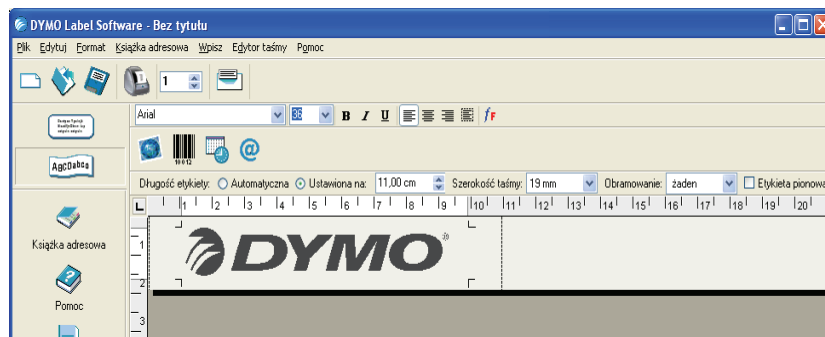 DYMO Label Software - Bez tytułu
Plik Edytuj Format Książka adresowa Wpisz Edytor taśmy Pomoc
1
Arial 36 B I U fF
ABCDabcd
Długość etykiety: Automatyczna Ustawiona na: 11,00 cm Szerokość taśmy: 19 mm Obramowanie: żaden Etykieta pionowa
L 1 2 3 4 5 6 7 8 9 10 11 12 13 14 15 16 17 18 19 20
Książka adresowa
1
DYMO®
2
Pomoc
3